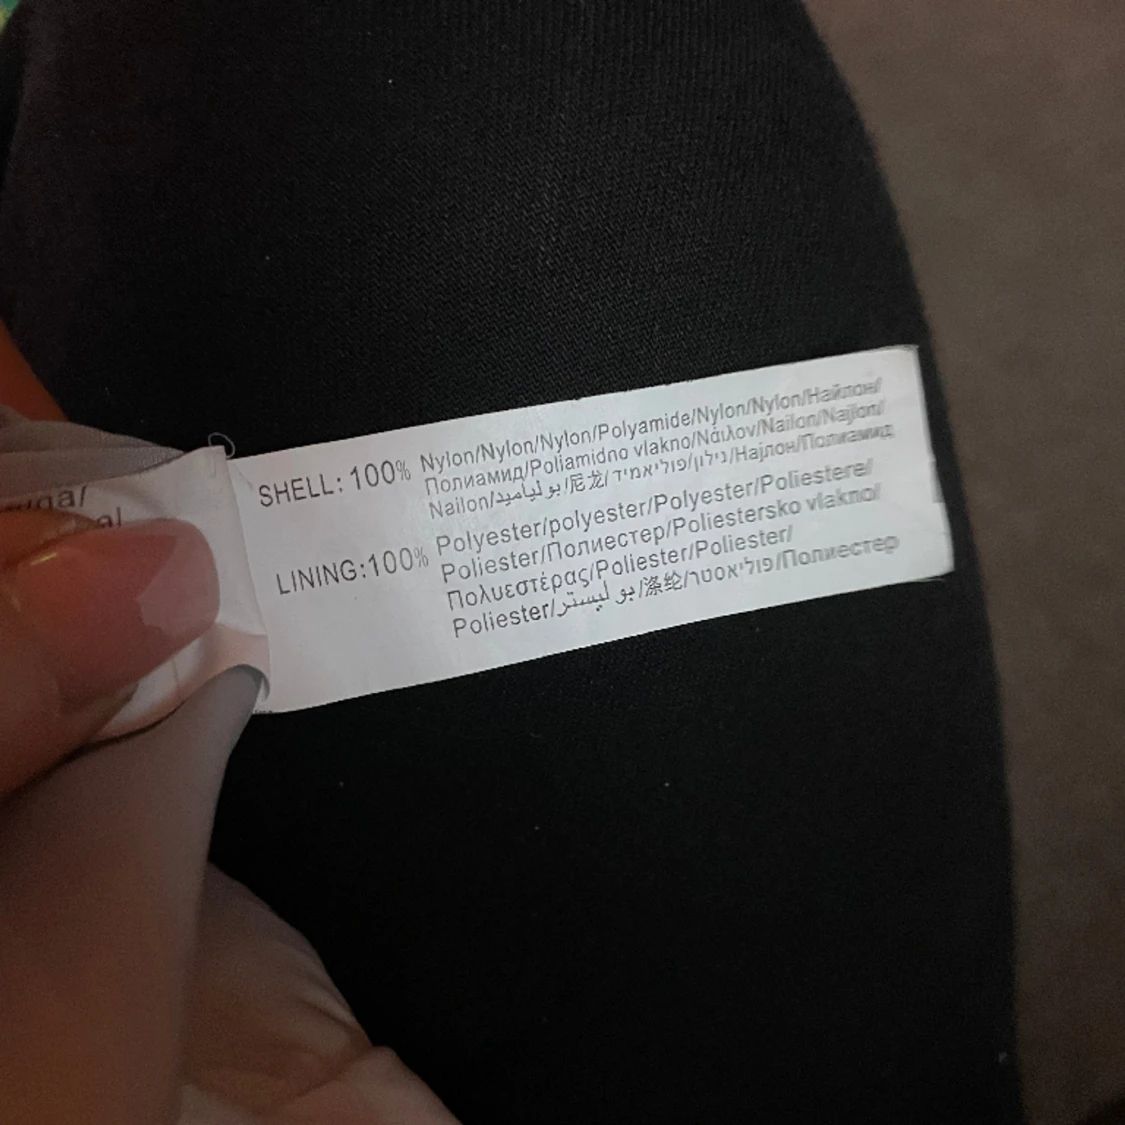 SHELL: 100%
Nylon/Nylon/Nylon/Polyamide/Nylon/Nylon/Найлон/
Полиамид/Poliamidno vlakno/Νάιλον/Nailon/Najlon/
Nailon/بو ليباميد/尼龙/ניילון/פוליאמיד/Најлон/Полиамид
LINING:100%
Polyester/polyester/Polyester/Poliestere/
Poliester/Полиестер/Poliestersko vlakno/
Πολυεστέρας/Poliester/Poliester/
Poliester/بو ليستر/涤纶/פוליאסטר/Полиестер